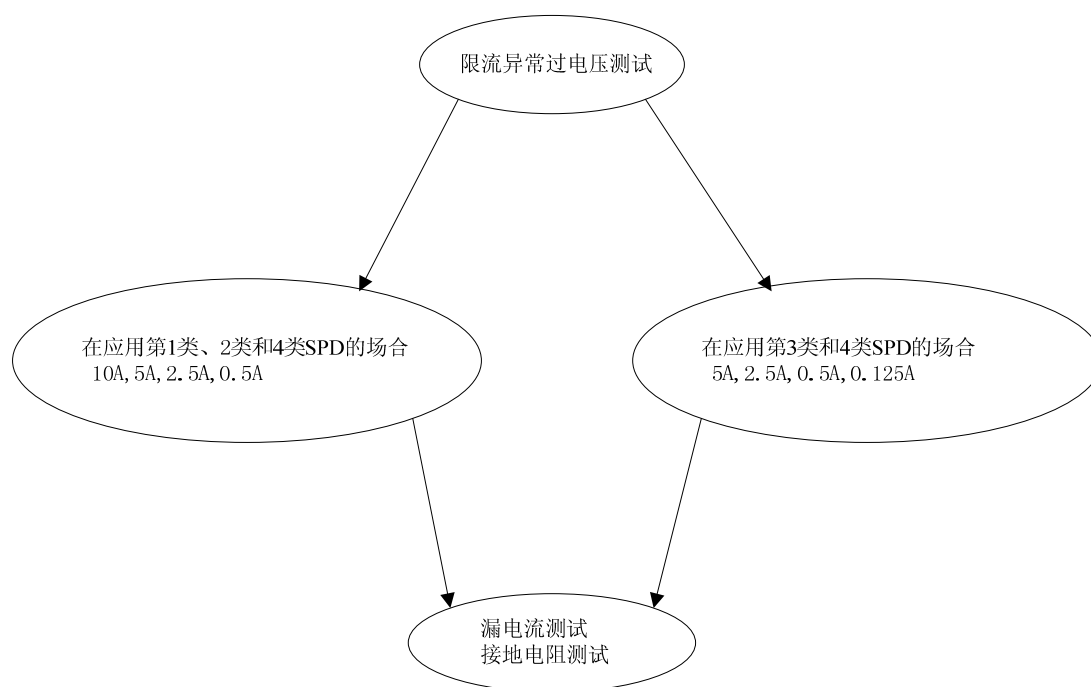 限流异常过电压测试
在应用第1类、2类和4类SPD的场合
10A,5A,2.5A,0.5A
在应用第3类和4类SPD的场合
5A,2.5A,0.5A,0.125A
漏电流测试
接地电阻测试